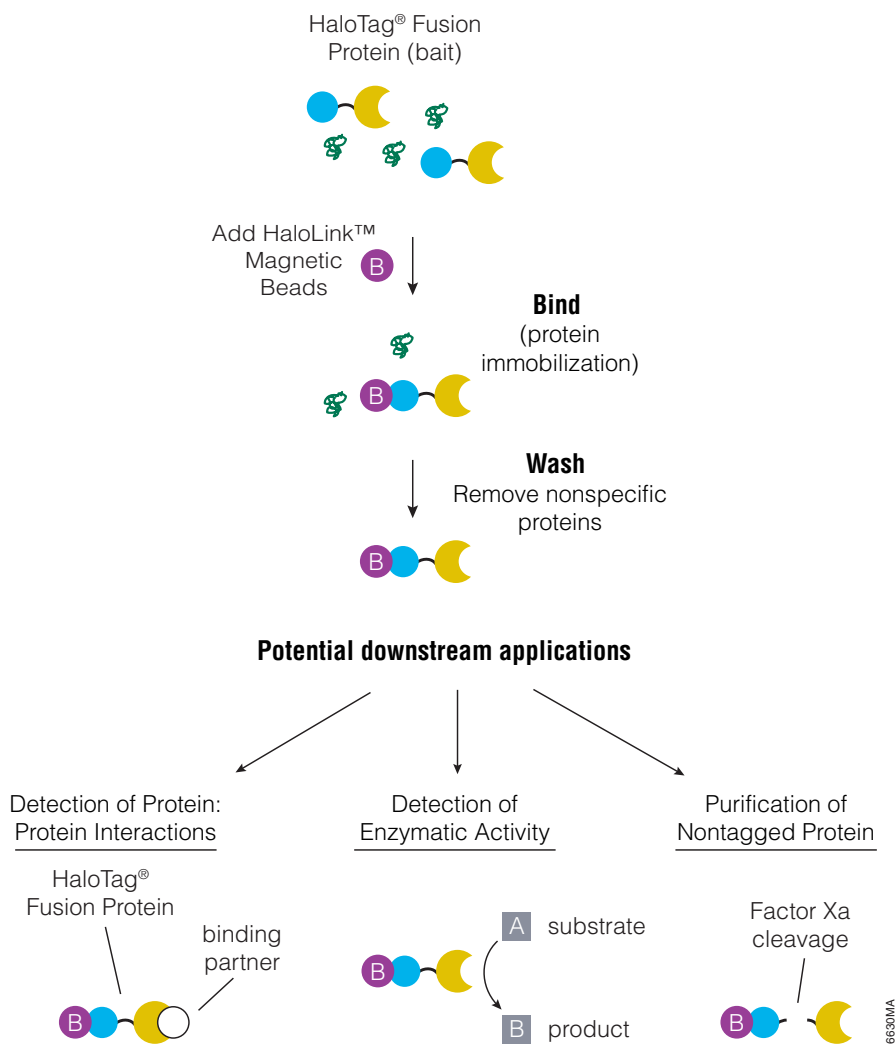 HaloTag® Fusion
Protein (bait)
Add HaloLink™
Magnetic
Beads
B
Bind
(protein
immobilization)
B
Wash
Remove nonspecific
proteins
B
Potential downstream applications
Detection of Protein:
Protein Interactions
HaloTag®
Fusion Protein
binding
partner
B
Detection of
Enzymatic Activity
A substrate
B
B product
Purification of
Nontagged Protein
Factor Xa
cleavage
B
6630MA